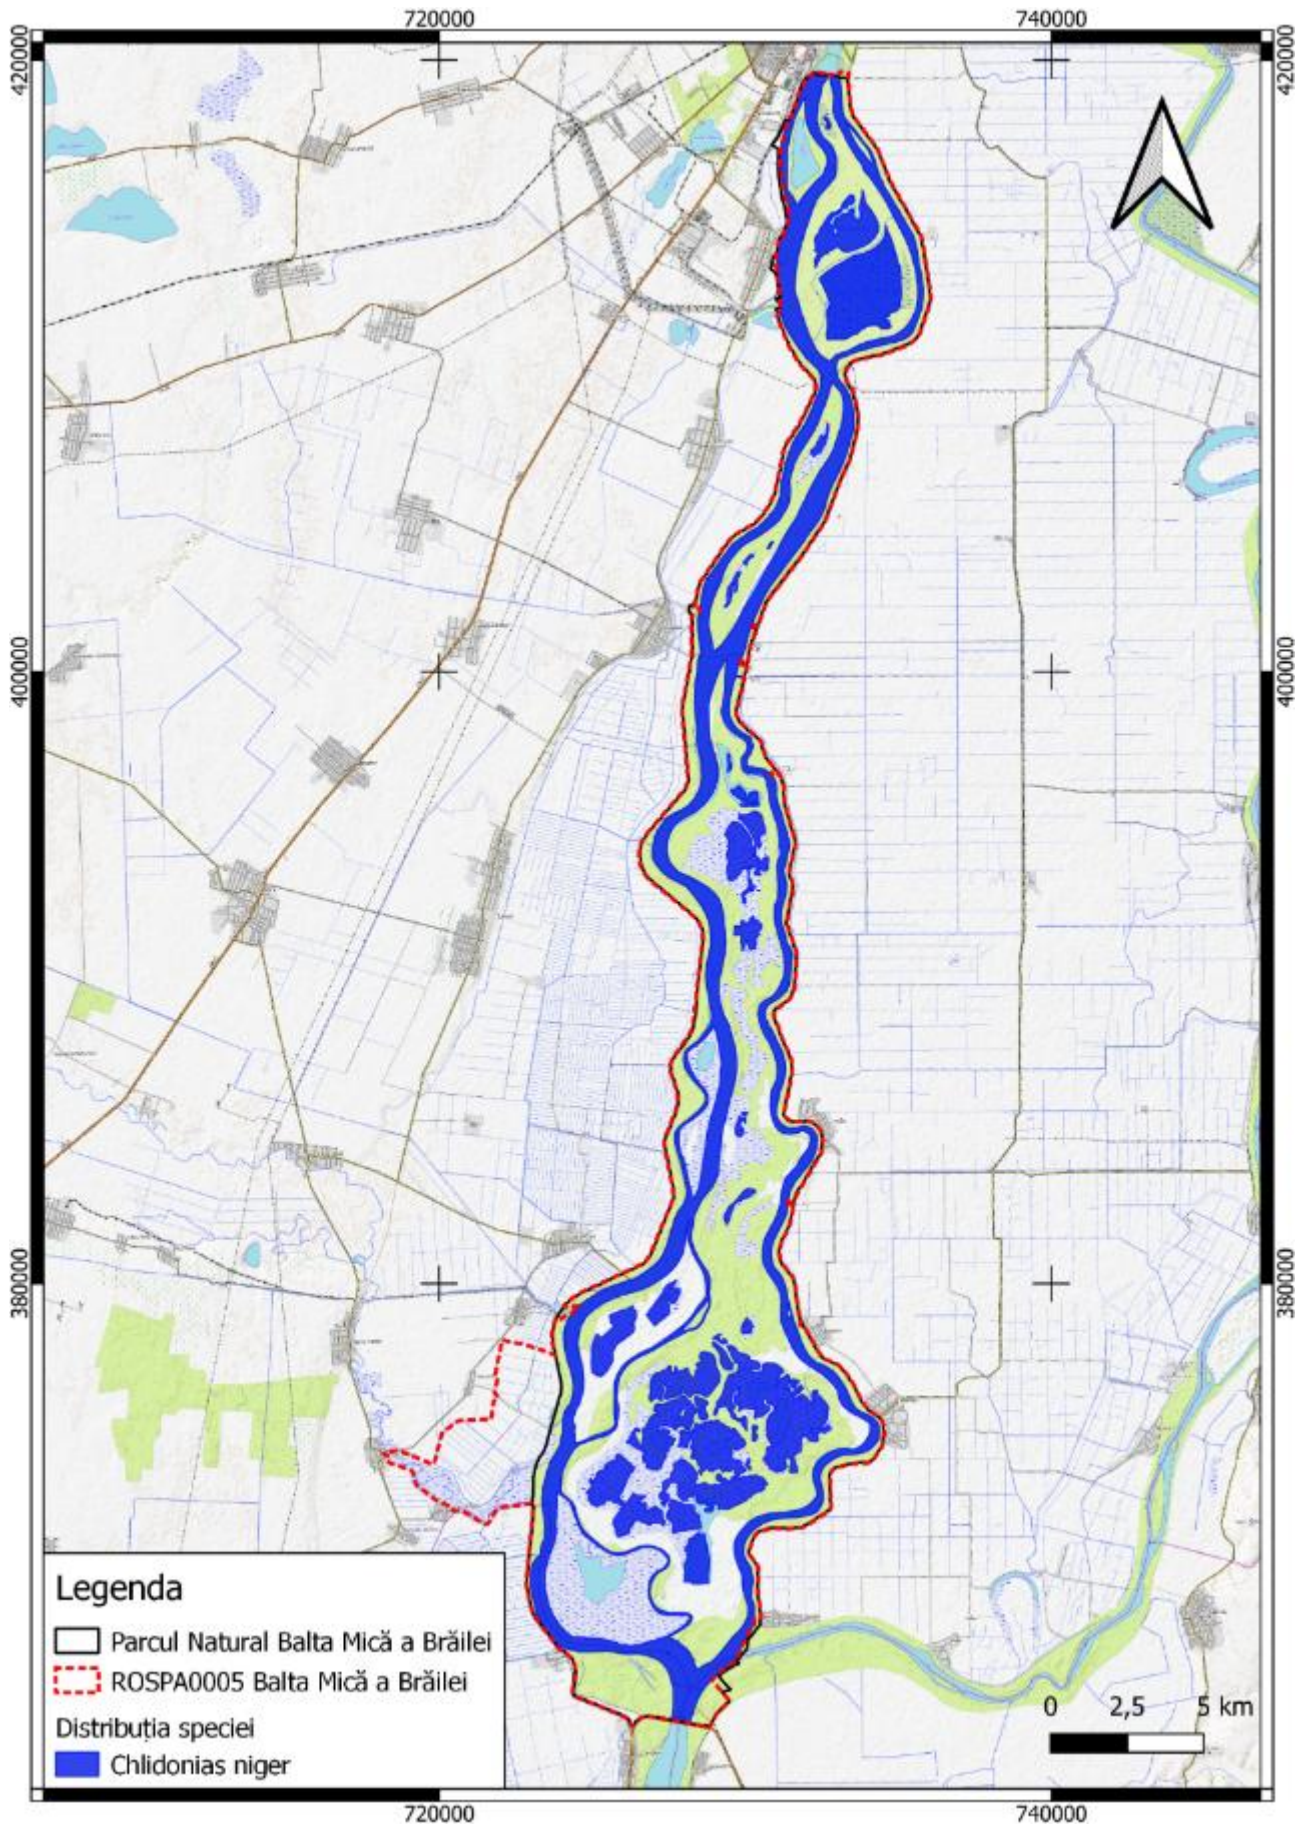 720000
740000
420000
420000
400000
400000
380000
380000
Legenda
Parcul Natural Balta Mică a Brăilei
ROSPA0005 Balta Mică a Brăilei
Distribuția speciei
Chlidonias niger
0
2,5
5 km
720000
740000